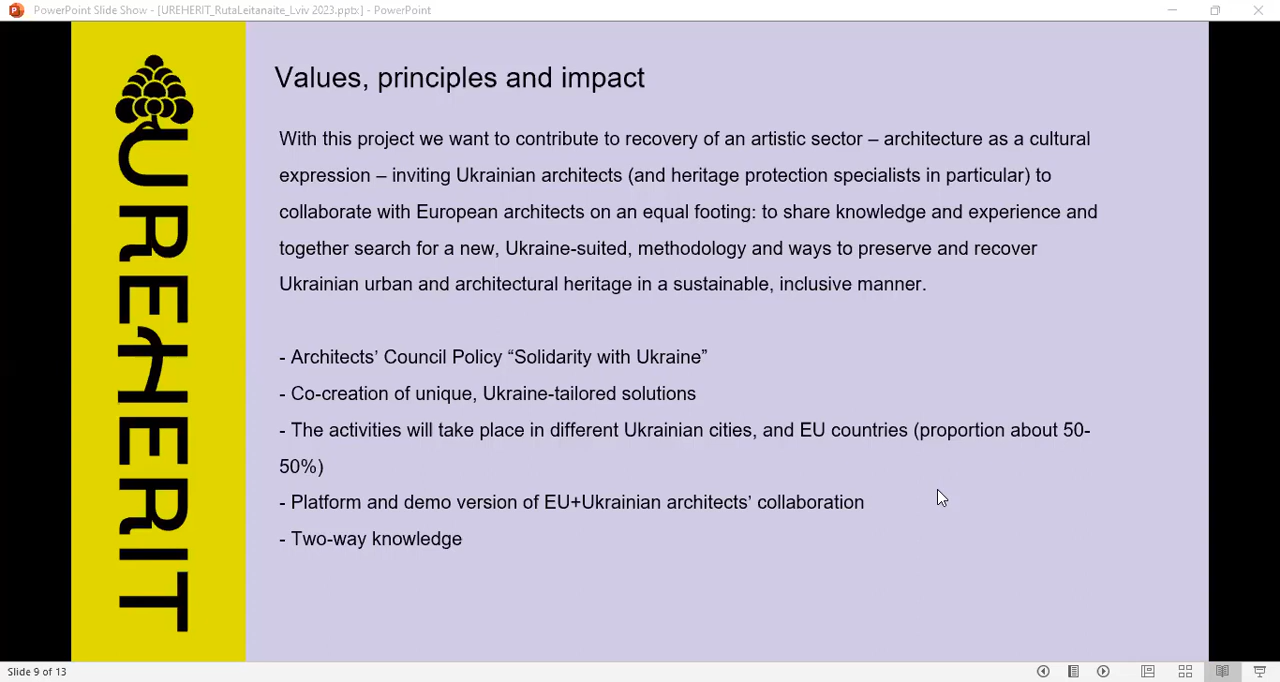 PowerPoint Slide Show - [UREHERIT_RutaLeitanaite_Lviv 2023.pptx] - PowerPoint
UREHERIT
Values, principles and impact
With this project we want to contribute to recovery of an artistic sector – architecture as a cultural
expression – inviting Ukrainian architects (and heritage protection specialists in particular) to
collaborate with European architects on an equal footing: to share knowledge and experience and
together search for a new, Ukraine-suited, methodology and ways to preserve and recover
Ukrainian urban and architectural heritage in a sustainable, inclusive manner.
- Architects’ Council Policy “Solidarity with Ukraine”
- Co-creation of unique, Ukraine-tailored solutions
- The activities will take place in different Ukrainian cities, and EU countries (proportion about 50-
50%)
- Platform and demo version of EU+Ukrainian architects’ collaboration
- Two-way knowledge
Slide 9 of 13